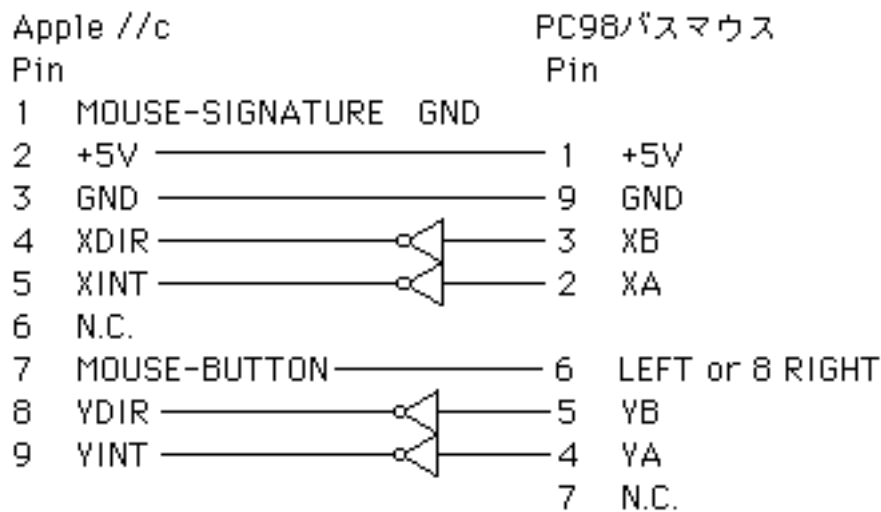 Apple //c PC98バスマウス
Pin Pin
1 MOUSE-SIGNATURE GND
2 +5V 1 +5V
3 GND 9 GND
4 XDIR 3 XB
5 XINT 2 XA
6 N.C.
7 MOUSE-BUTTON 6 LEFT or 8 RIGHT
8 YDIR 5 YB
9 YINT 4 YA
7 N.C.